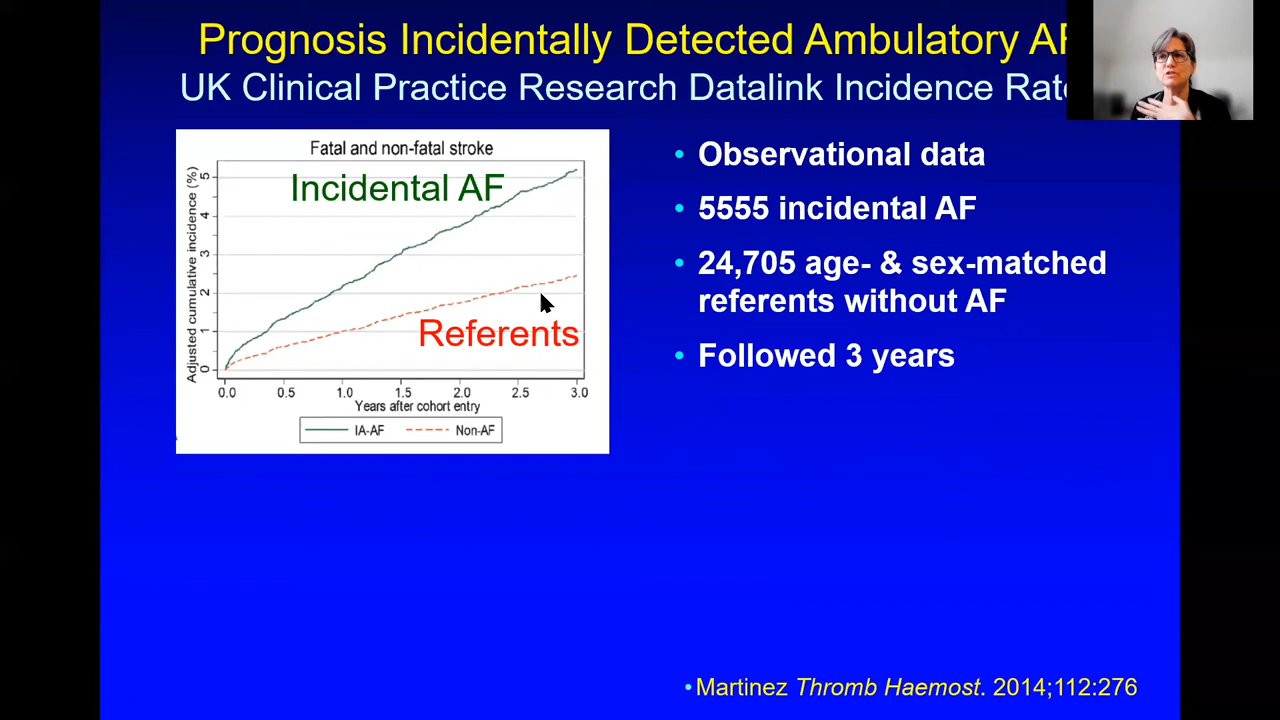 Prognosis Incidentally Detected Ambulatory AF
UK Clinical Practice Research Datalink Incidence Rate
Fatal and non-fatal stroke
Incidental AF
Referents
Adjusted cumulative incidence (%)
5
4
3
2
1
0
0.0 0.5 1.0 1.5 2.0 2.5 3.0
Years after cohort entry
IA-AF Non-AF
• Observational data
• 5555 incidental AF
• 24,705 age- & sex-matched
referents without AF
• Followed 3 years
•Martinez Thromb Haemost. 2014;112:276